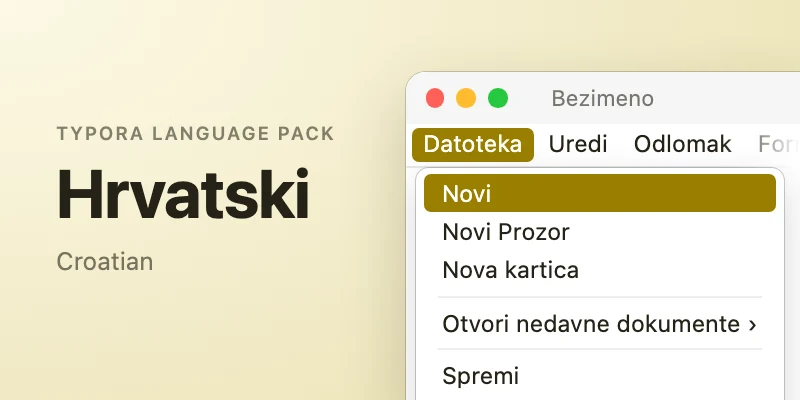 TYPORA LANGUAGE PACK
Hrvatski
Croatian
Bezimeno
Datoteka Uredi Odlomak
Novi
Novi Prozor
Nova kartica
Otvori nedavne dokumente ›
Spremi